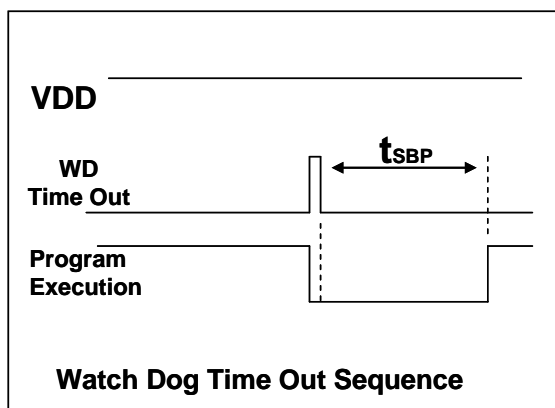 VDD
tSBP
WD
Time Out
Program
Execution
Watch Dog Time Out Sequence